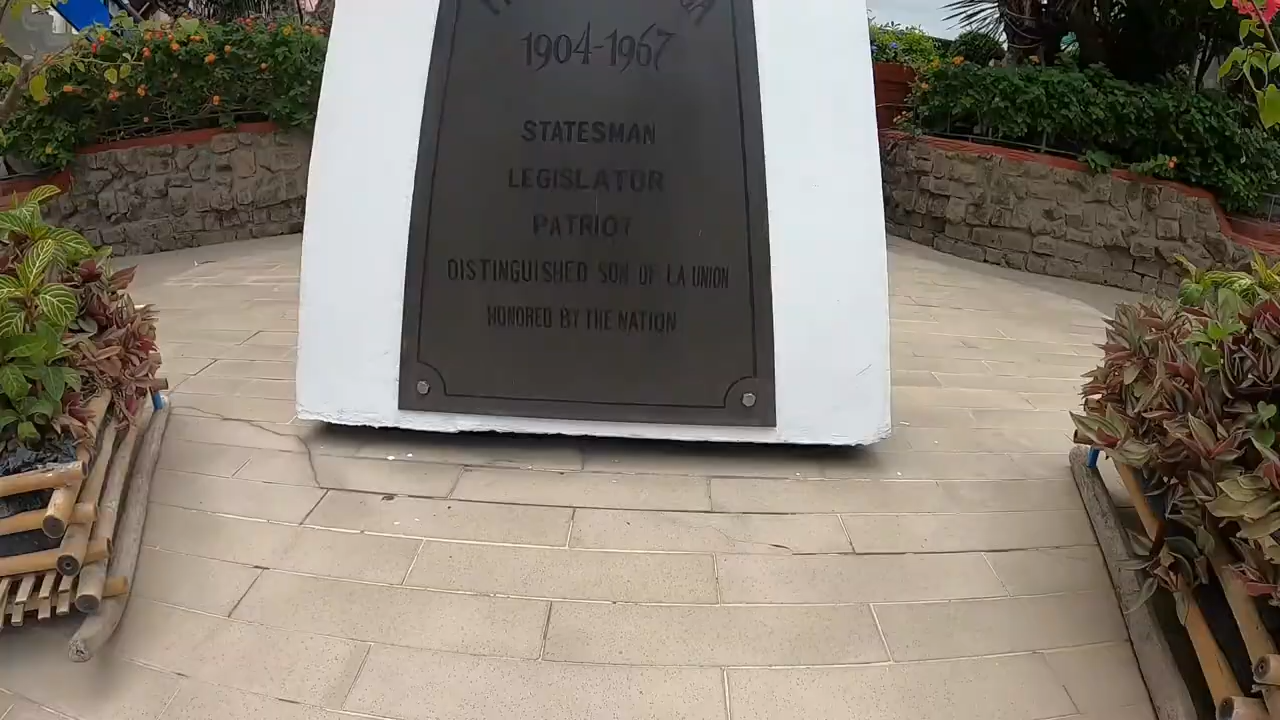 1904-1967
STATESMAN
LEGISLATOR
PATRIOT
DISTINGUISHED SON OF LA UNION
HONORED BY THE NATION